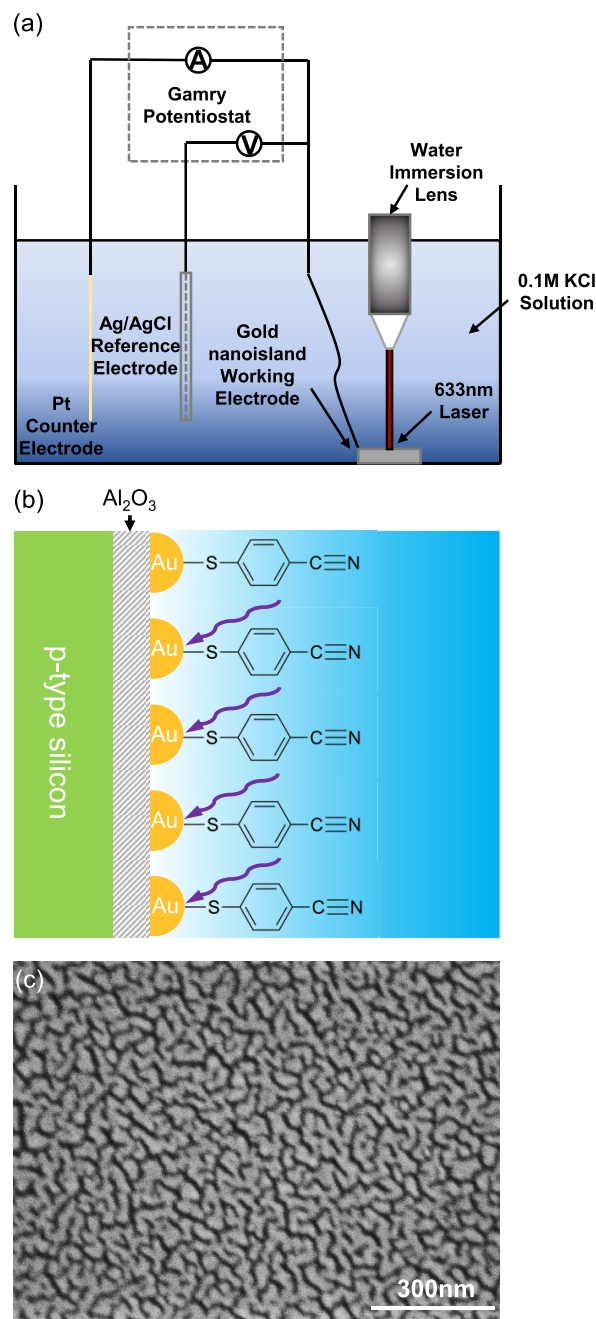 (a)
A
Gamry
Potentiostat
V
Water
Immersion
Lens
0.1M KCl
Solution
Ag/AgCl
Reference
Electrode
Gold
nanoisland
Working
Electrode
633nm
Laser
Pt
Counter
Electrode
(b)
Al₂O₃
p-type silicon
Au S C N
Au S C N
Au S C N
Au S C N
Au S C N
(c)
300nm